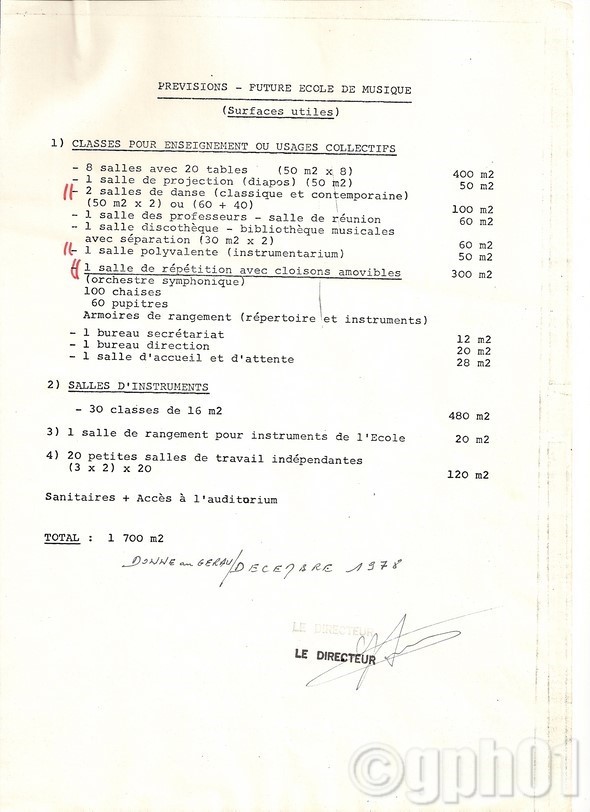 PREVISIONS - FUTURE ECOLE DE MUSIQUE
(Surfaces utiles)
1) CLASSES POUR ENSEIGNEMENT OU USAGES COLLECTIFS
- 8 salles avec 20 tables (50 m2 x 8) 400 m2
- 1 salle de projection (diapos) (50 m2) 50 m2
- 2 salles de danse (classique et contemporaine)
(50 m2 x 2) ou (60 + 40) 100 m2
- 1 salle des professeurs - salle de réunion 60 m2
- 1 salle discothèque - bibliothèque musicales
avec séparation (30 m2 x 2) 60 m2
- 1 salle polyvalente (instrumentarium) 50 m2
1 salle de répétition avec cloisons amovibles 300 m2
(orchestre symphonique)
100 chaises
60 pupitres
Armoires de rangement (répertoire et instruments)
- 1 bureau secrétariat 12 m2
- 1 bureau direction 20 m2
- 1 salle d'accueil et d'attente 28 m2
2) SALLES D'INSTRUMENTS
- 30 classes de 16 m2 480 m2
3) 1 salle de rangement pour instruments de l'Ecole 20 m2
4) 20 petites salles de travail indépendantes
(3 x 2) x 20 120 m2
Sanitaires + Accès à l'auditorium
TOTAL : 1 700 m2
DONNE au GERAU/DECEMBRE 1978
LE DIRECTEUR
LE DIRECTEUR
©gph01